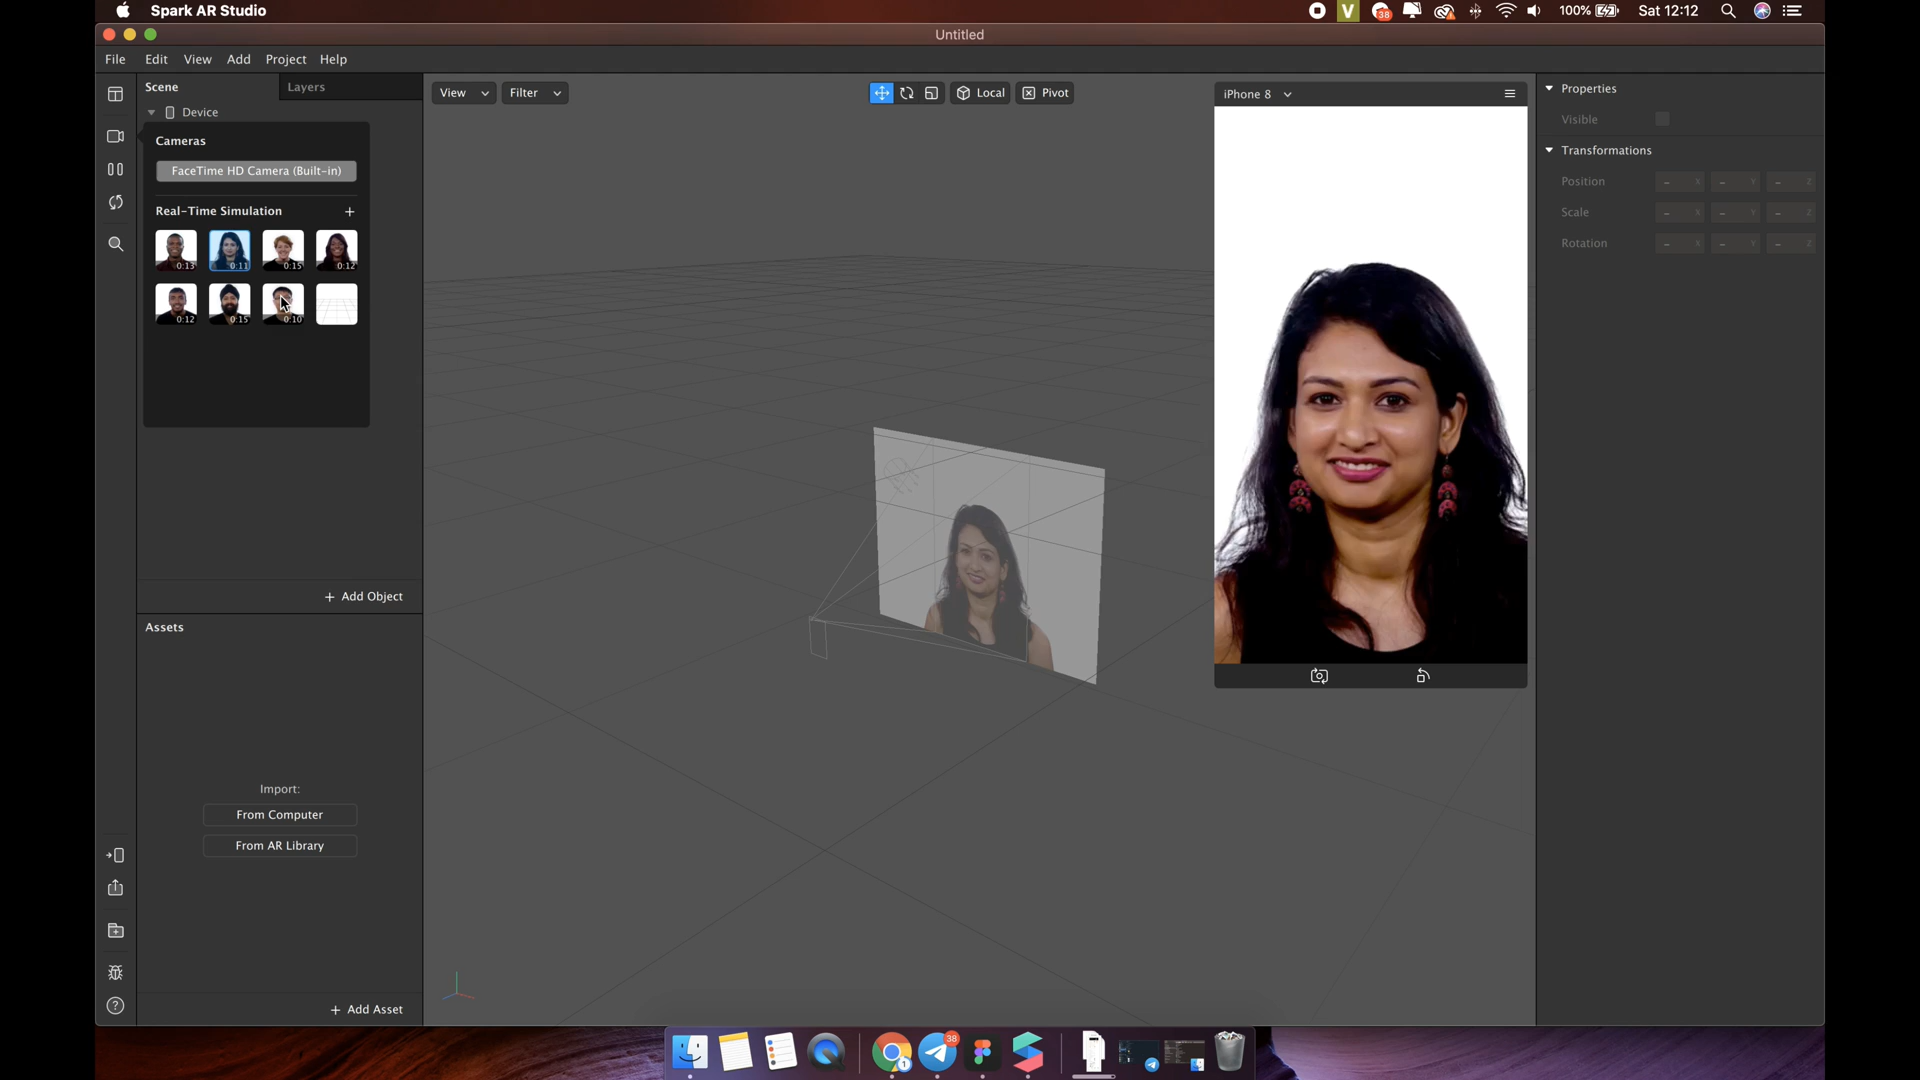 Spark AR Studio
38
100%
Sat 12:12
Untitled
File Edit View Add Project Help
Scene
Layers
View
Filter
Local
Pivot
iPhone 8
Properties
Device
Visible
Cameras
Transformations
FaceTime HD Camera (Built-in)
Position - X - Y - Z
Real-Time Simulation +
Scale - X - Y - Z
Rotation - X - Y - Z
0:13 0:11 0:15 0:12
0:12 0:15 0:10
+ Add Object
Assets
Import:
From Computer
From AR Library
+ Add Asset
38
1